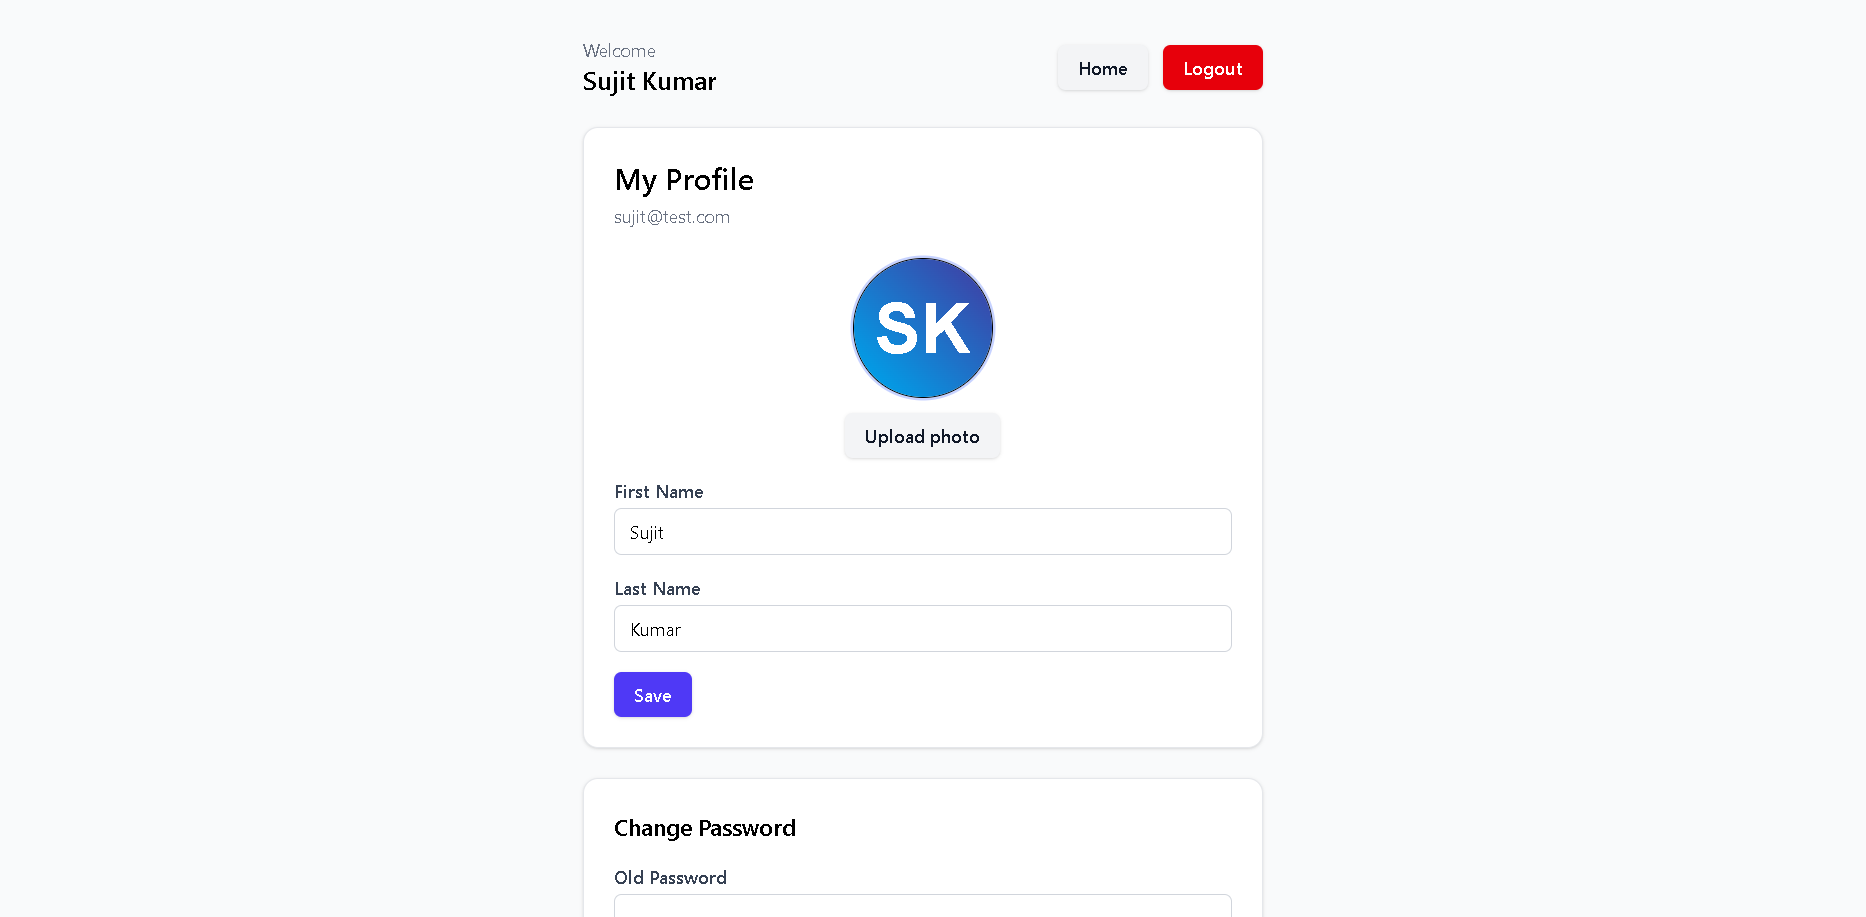 Welcome
Sujit Kumar
Home
Logout
My Profile
sujit@test.com
SK
Upload photo
First Name
Sujit
Last Name
Kumar
Save
Change Password
Old Password